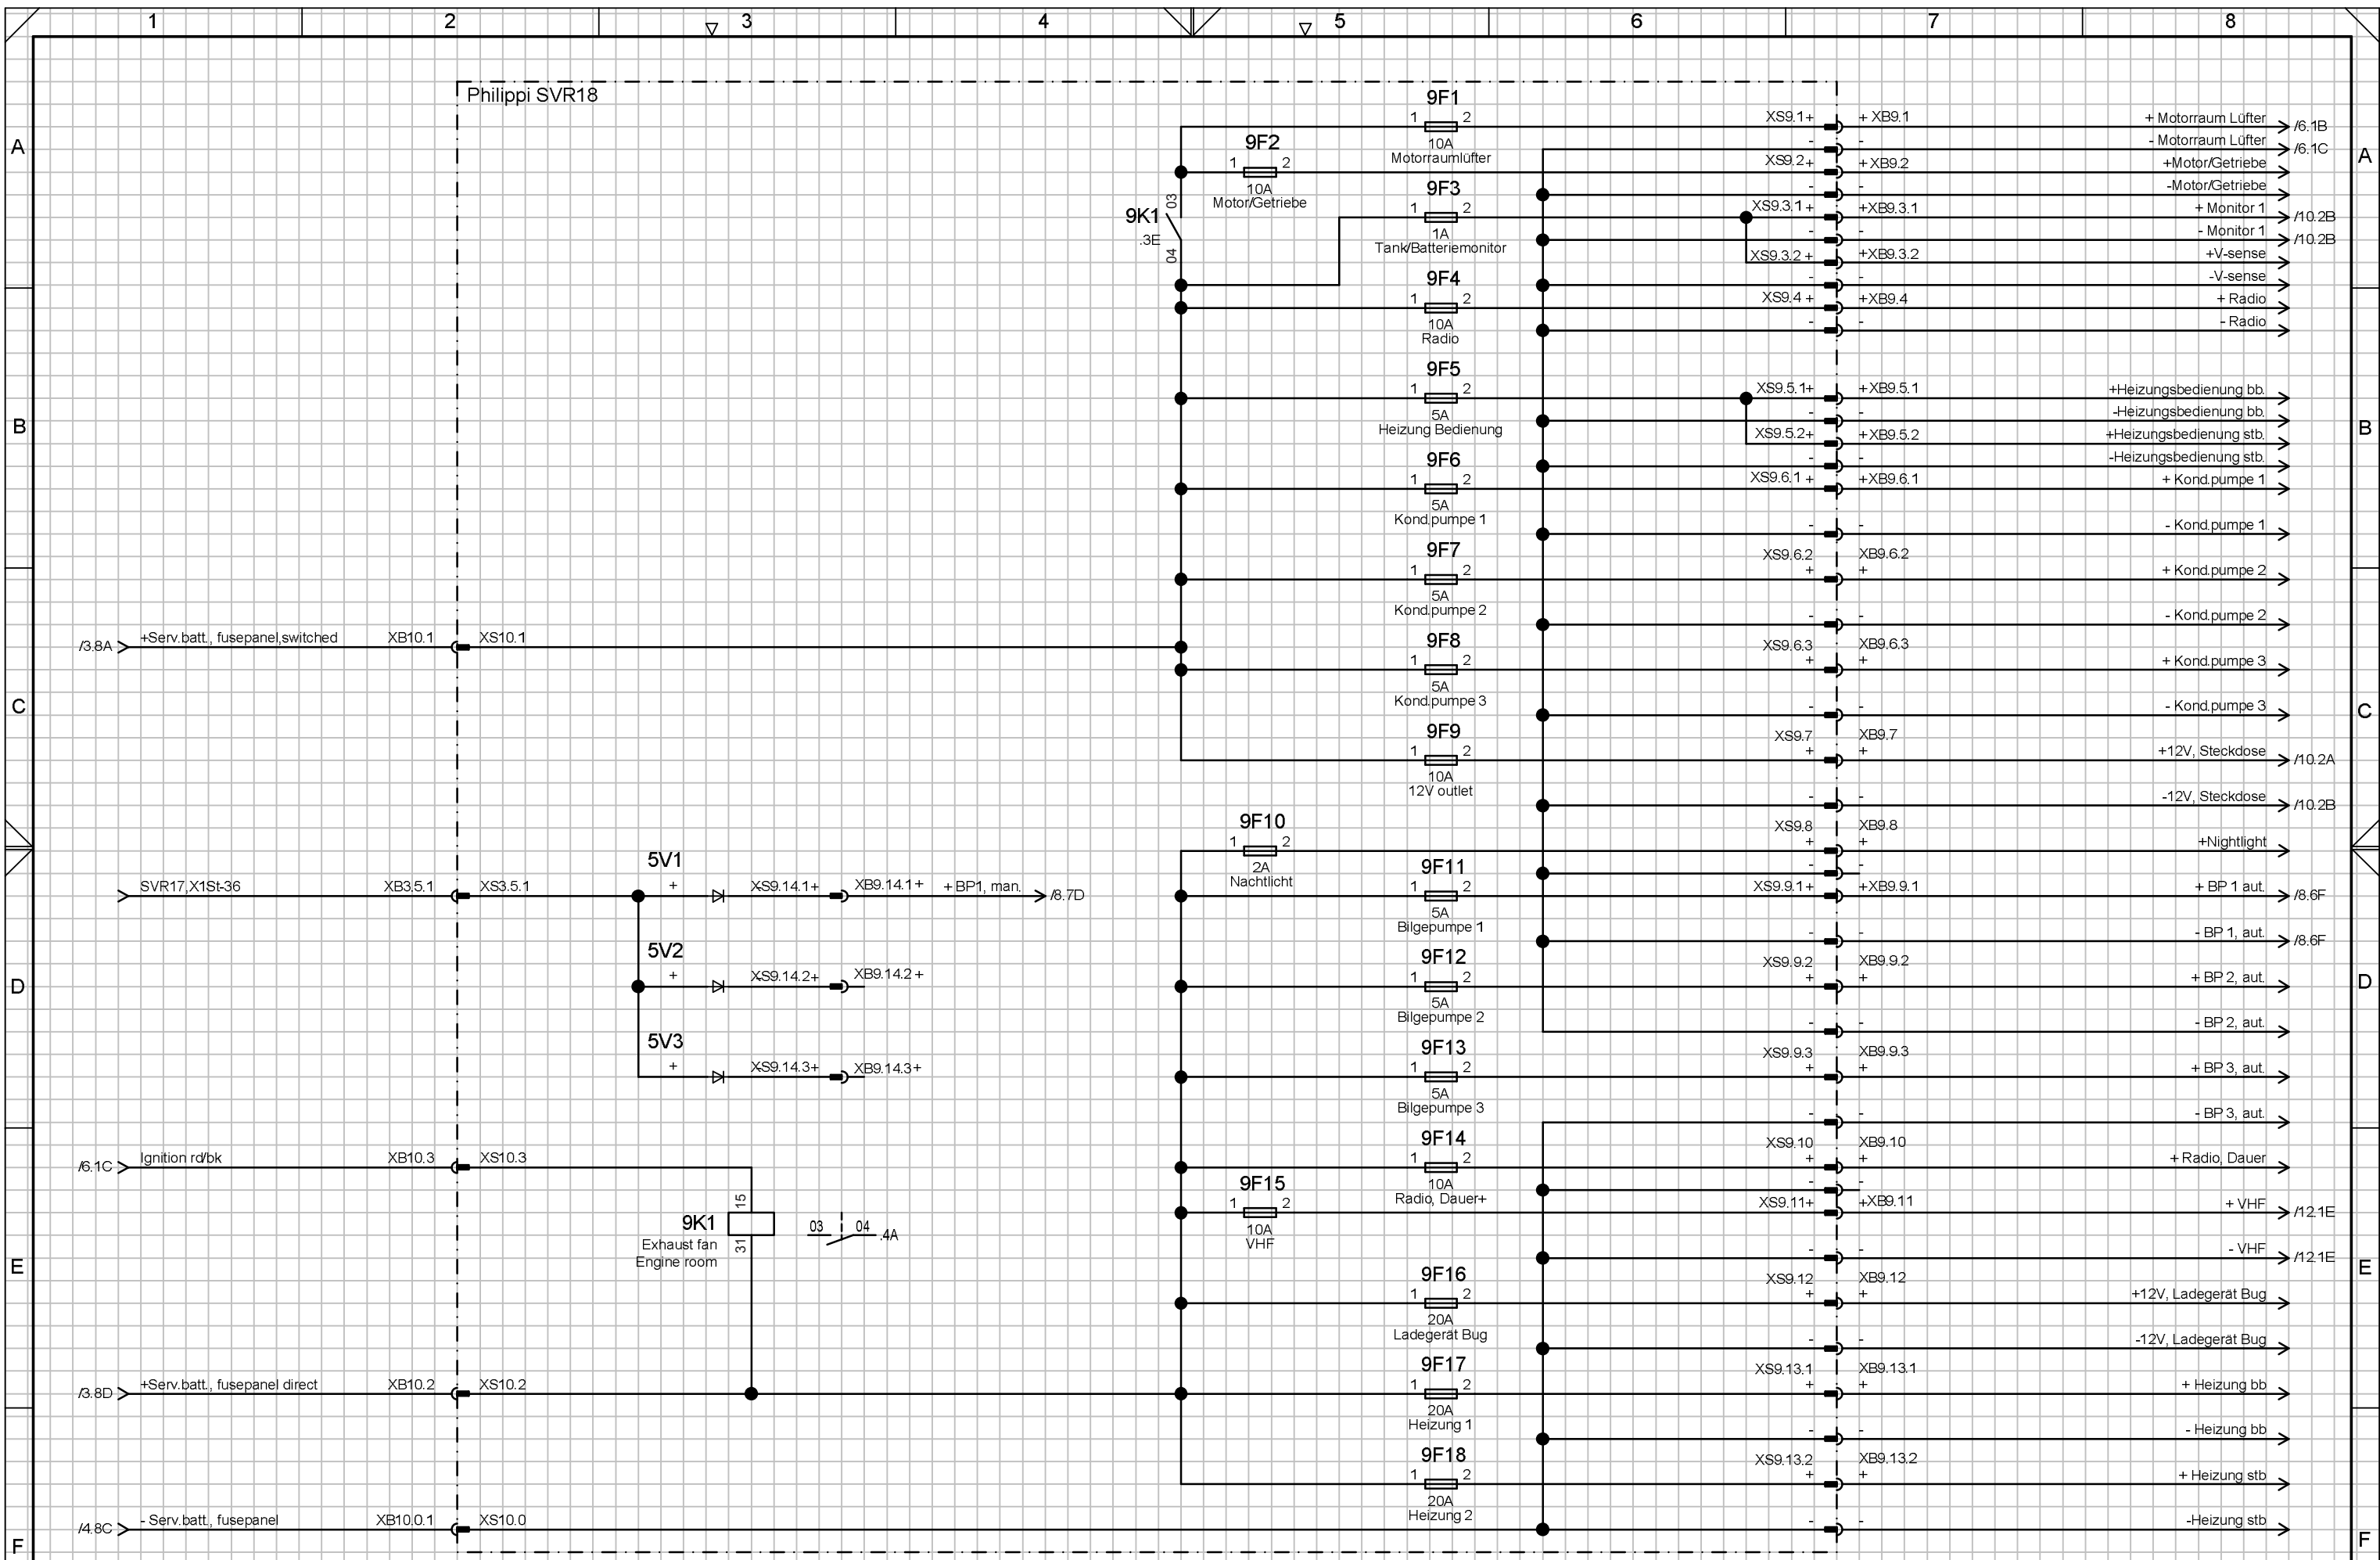 1 2 3 4 5 6 7 8
Philippi SVR18
A A
B B
C C
D D
E E
F F
9F1
1 2
10A
Motorraumlüfter
9F2
1 2
10A
Motor/Getriebe
9K1
.3E
03
04
9F3
1 2
1A
Tank/Batteriemonitor
9F4
1 2
10A
Radio
9F5
1 2
5A
Heizung Bedienung
9F6
1 2
5A
Kond.pumpe 1
9F7
1 2
5A
Kond.pumpe 2
9F8
1 2
5A
Kond.pumpe 3
9F9
1 2
10A
12V outlet
9F10
1 2
2A
Nachtlicht
9F11
1 2
5A
Bilgepumpe 1
9F12
1 2
5A
Bilgepumpe 2
9F13
1 2
5A
Bilgepumpe 3
9F14
1 2
10A
Radio, Dauer+
9F15
1 2
10A
VHF
9F16
1 2
20A
Ladegerät Bug
9F17
1 2
20A
Heizung 1
9F18
1 2
20A
Heizung 2
XS9.1+ + XB9.1 + Motorraum Lüfter /6.1B
- - - Motorraum Lüfter /6.1C
XS9.2+ + XB9.2 +Motor/Getriebe
- - -Motor/Getriebe
XS9.3.1 + +XB9.3.1 + Monitor 1 /10.2B
- - - Monitor 1 /10.2B
XS9.3.2 + +XB9.3.2 +V-sense
- - -V-sense
XS9.4 + +XB9.4 + Radio
- - - Radio
XS9.5.1+ +XB9.5.1 +Heizungsbedienung bb.
- - -Heizungsbedienung bb.
XS9.5.2+ +XB9.5.2 +Heizungsbedienung stb.
- - -Heizungsbedienung stb.
XS9.6.1 + +XB9.6.1 + Kond.pumpe 1
- - - Kond.pumpe 1
XS9.6.2 XB9.6.2
+ + + Kond.pumpe 2
- - - Kond.pumpe 2
XS9.6.3 XB9.6.3
+ + + Kond.pumpe 3
- - - Kond.pumpe 3
XS9.7 XB9.7
+ + +12V, Steckdose /10.2A
- - -12V, Steckdose /10.2B
XS9.8 XB9.8
+ + +Nightlight
- -
XS9.9.1+ +XB9.9.1 + BP 1 aut. /8.6F
- - - BP 1, aut. /8.6F
XS9.9.2 XB9.9.2
+ + + BP 2, aut.
- - - BP 2, aut.
XS9.9.3 XB9.9.3
+ + + BP 3, aut.
- - - BP 3, aut.
XS9.10 XB9.10
+ + + Radio, Dauer
- -
XS9.11+ +XB9.11 + VHF /12.1E
- - - VHF /12.1E
XS9.12 XB9.12
+ + +12V, Ladegerät Bug
- - -12V, Ladegerät Bug
XS9.13.1 XB9.13.1
+ + + Heizung bb
- - - Heizung bb
XS9.13.2 XB9.13.2
+ + + Heizung stb
- - -Heizung stb
/3.8A +Serv.batt., fusepanel,switched XB10.1 XS10.1
SVR17,X1St-36 XB3.5.1 XS3.5.1
5V1
+ XS9.14.1+ XB9.14.1+ + BP1, man. /8.7D
5V2
+ XS9.14.2+ XB9.14.2 +
5V3
+ XS9.14.3+ XB9.14.3+
/6.1C Ignition rd/bk XB10.3 XS10.3
15
31
9K1
Exhaust fan
Engine room
03 04 .4A
/3.8D +Serv.batt., fusepanel direct XB10.2 XS10.2
/4.8C - Serv.batt., fusepanel XB10.0.1 XS10.0